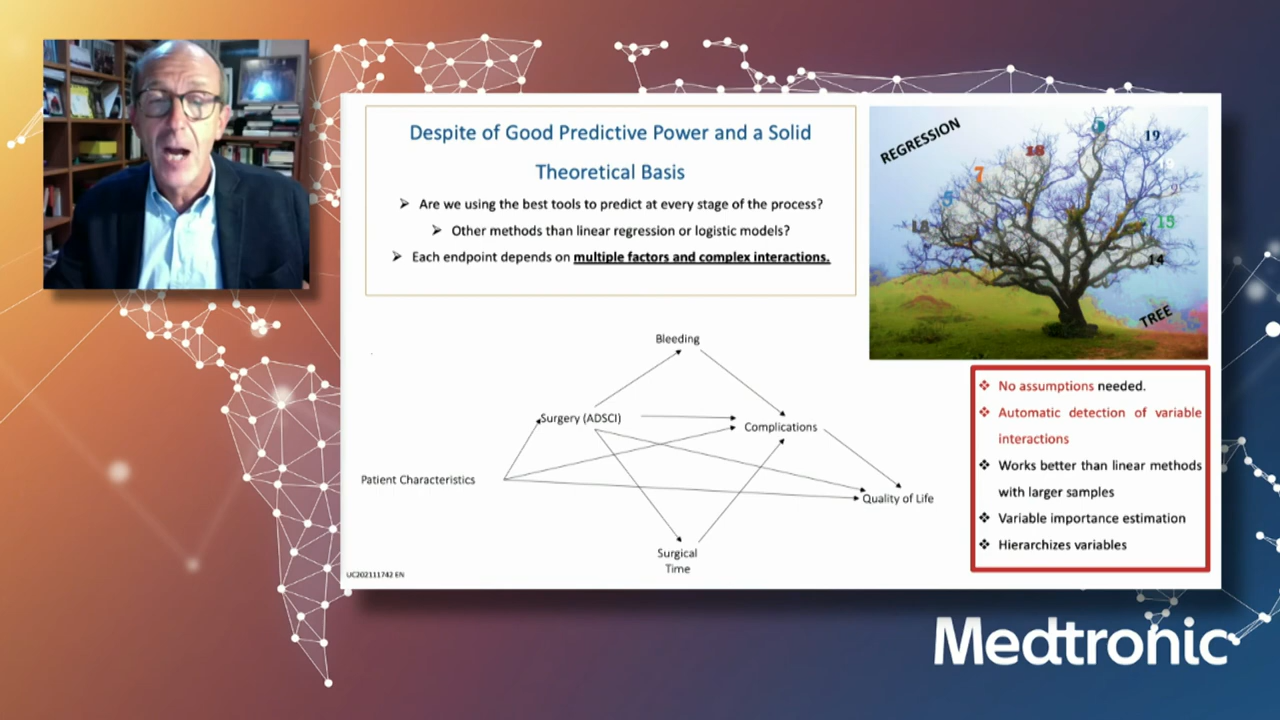 Despite of Good Predictive Power and a Solid
Theoretical Basis
➢ Are we using the best tools to predict at every stage of the process?
➢ Other methods than linear regression or logistic models?
➢ Each endpoint depends on multiple factors and complex interactions.
REGRESSION
5
19
18
7
5
15
14
TREE
Bleeding
Surgery (ADSCI)
Complications
Patient Characteristics
Quality of Life
Surgical
Time
UC202111742 EN
❖ No assumptions needed.
❖ Automatic detection of variable
interactions
❖ Works better than linear methods
with larger samples
❖ Variable importance estimation
❖ Hierarchizes variables
Medtronic